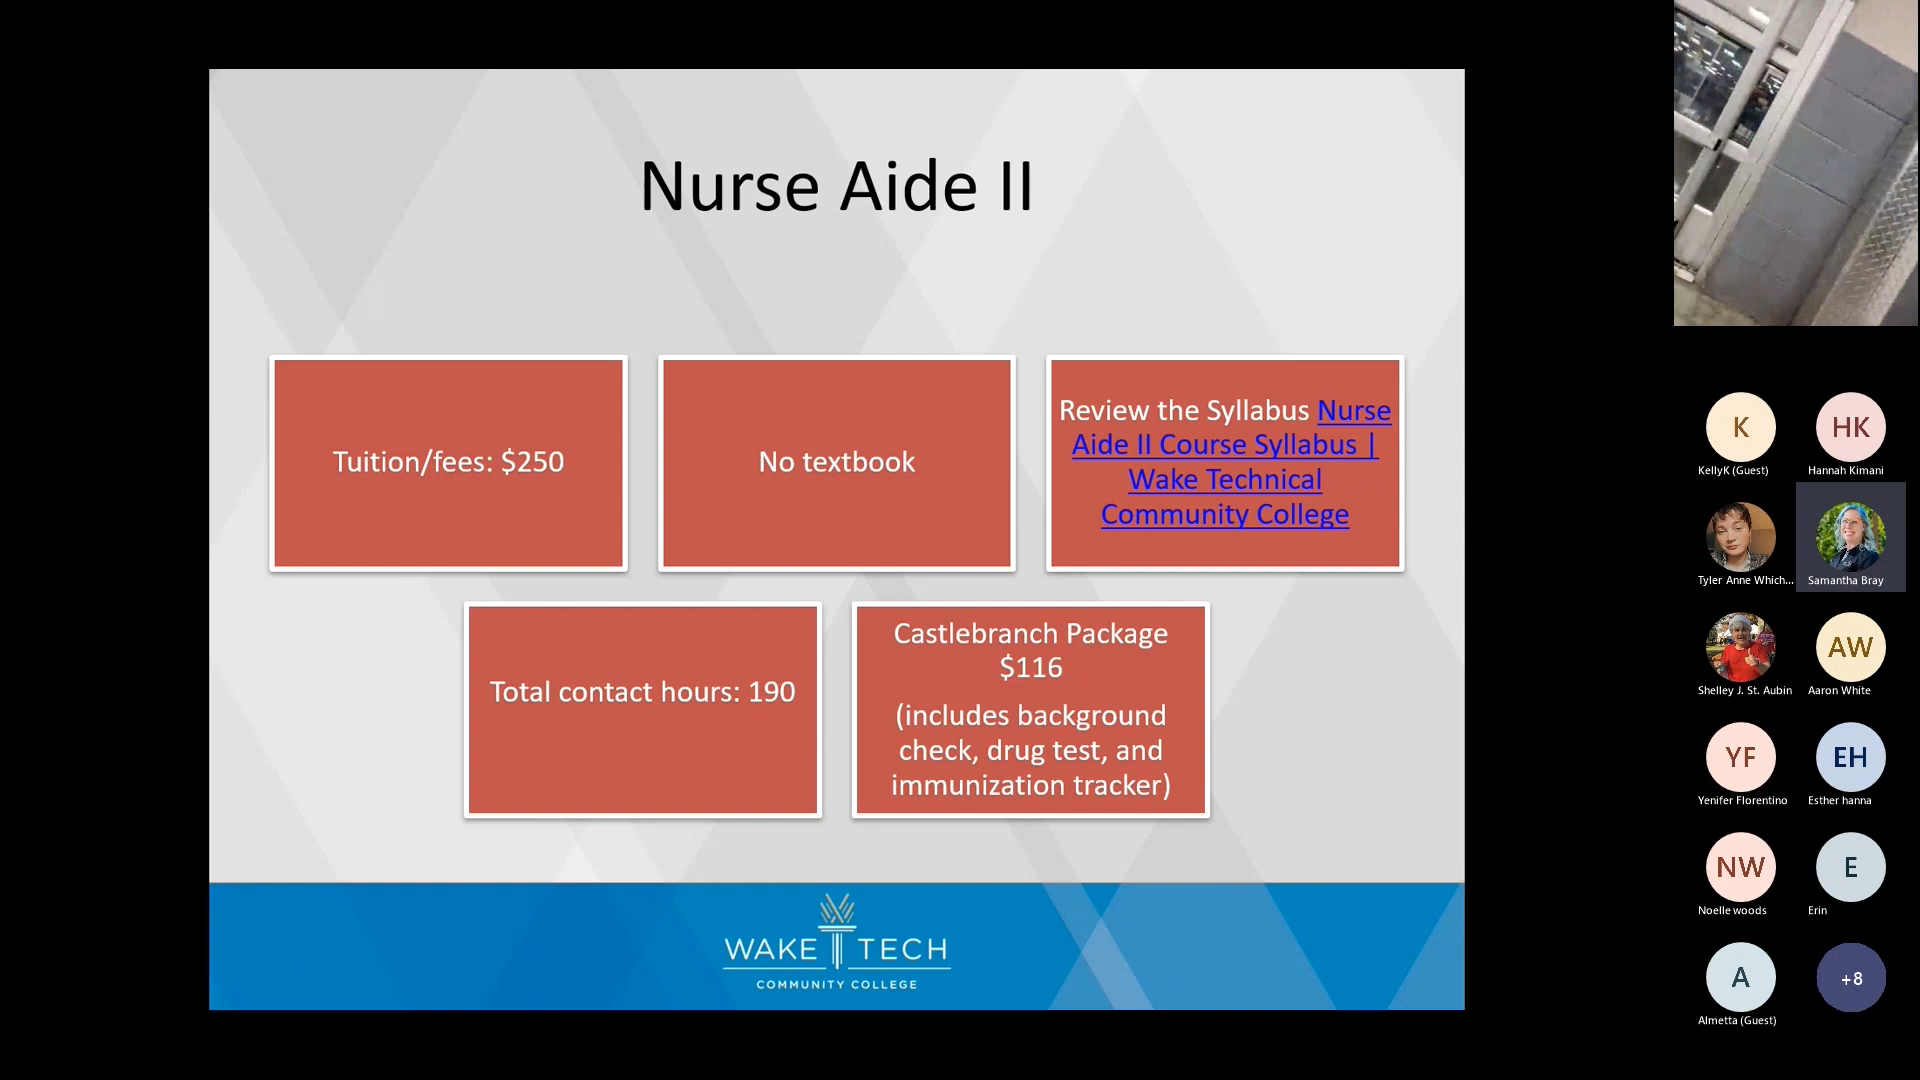 Nurse Aide II
Tuition/fees: $250
No textbook
Review the Syllabus Nurse
Aide II Course Syllabus |
Wake Technical
Community College
Total contact hours: 190
Castlebranch Package
$116
(includes background
check, drug test, and
immunization tracker)
WAKE TECH
COMMUNITY COLLEGE
K
KellyK (Guest)
HK
Hannah Kimani
Tyler Anne Which...
Samantha Bray
Shelley J. St. Aubin
AW
Aaron White
YF
Yenifer Florentino
EH
Esther hanna
NW
Noelle woods
E
Erin
A
Almetta (Guest)
+8